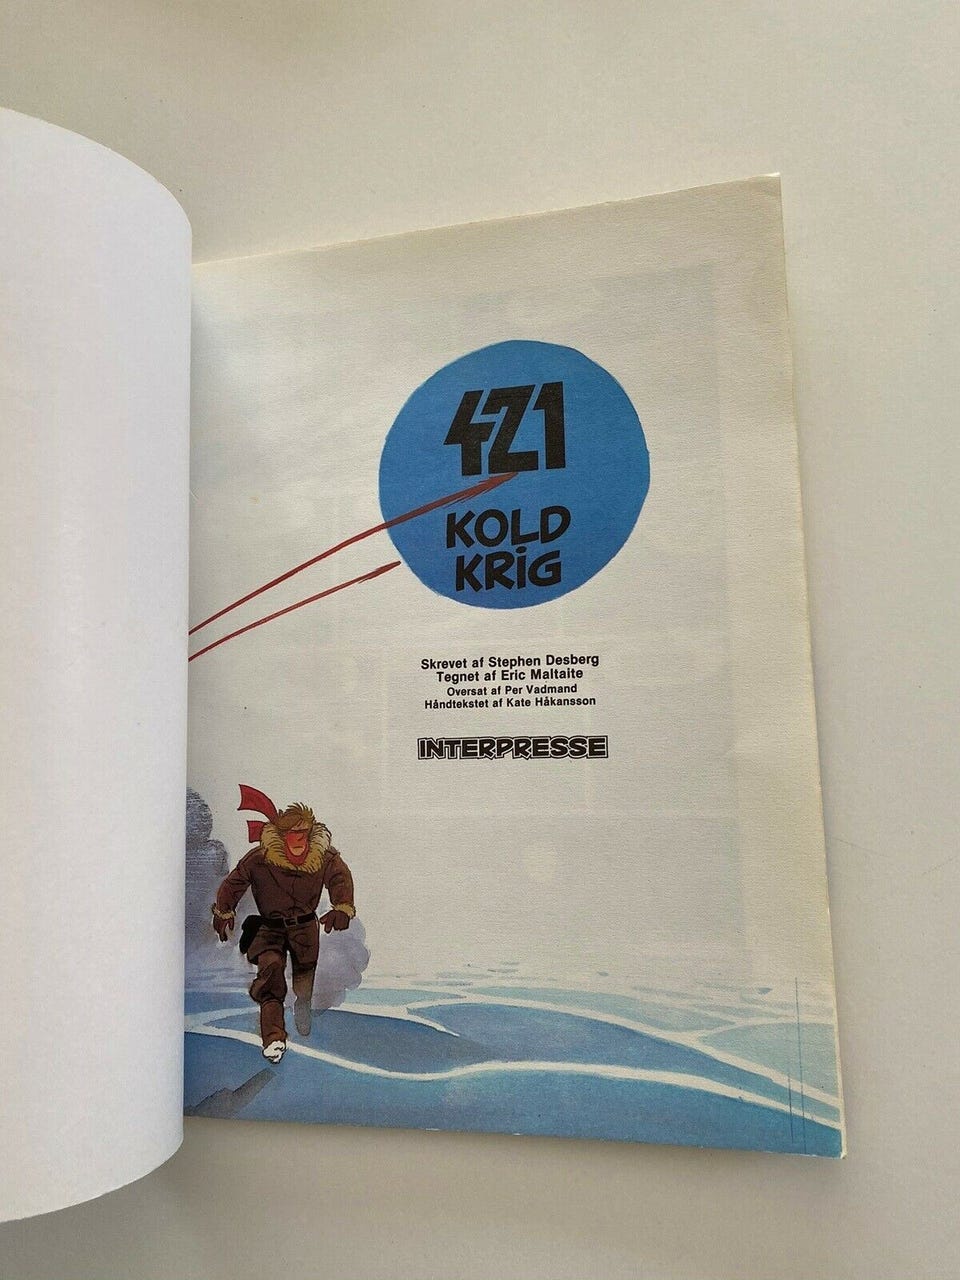 421
KOLD
KRiG
Skrevet af Stephen Desberg
Tegnet af Eric Maltaite
Oversat af Per Vadmand
Håndtekstet af Kate Håkansson
INTERPRESSE